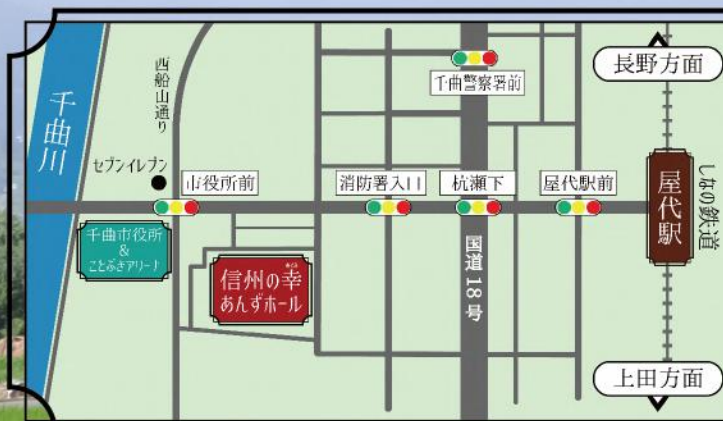 長野方面
千曲警察署前
西船山通り
千曲川
セブンイレブン
市役所前
消防署入口
杭瀬下
屋代駅前
屋代駅
しなの鉄道
千曲市役所
&
ことぶきアリーナ
信州の幸
めぐみ
あんずホール
国道18号
上田方面